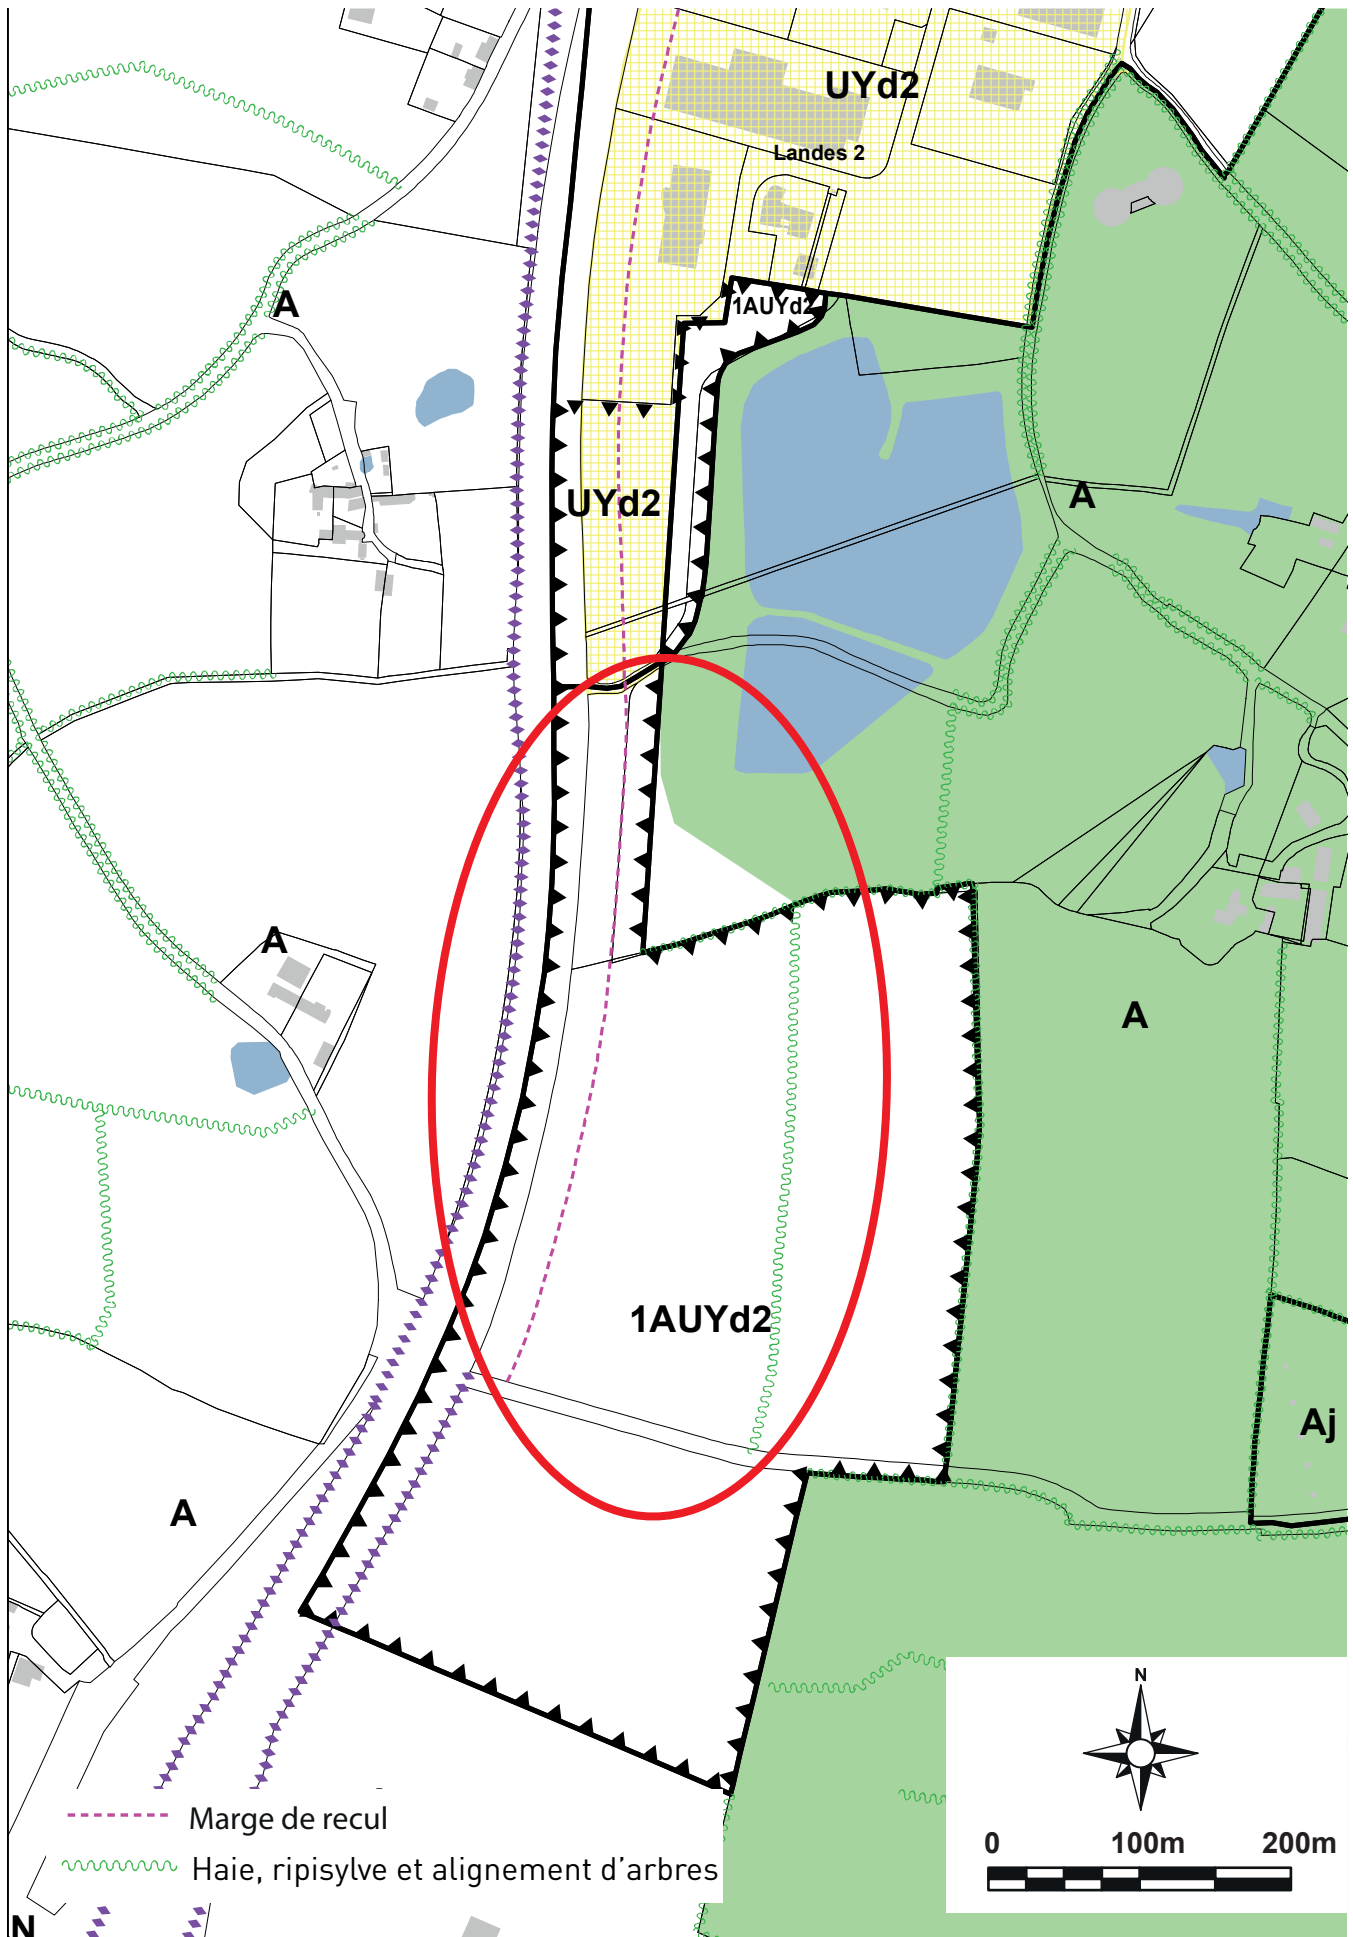 UYd2
Landes 2
1AUYd2
A
UYd2
A
A
A
1AUYd2
Aj
A
N
Marge de recul
Haie, ripisylve et alignement d'arbres
0 100m 200m
N